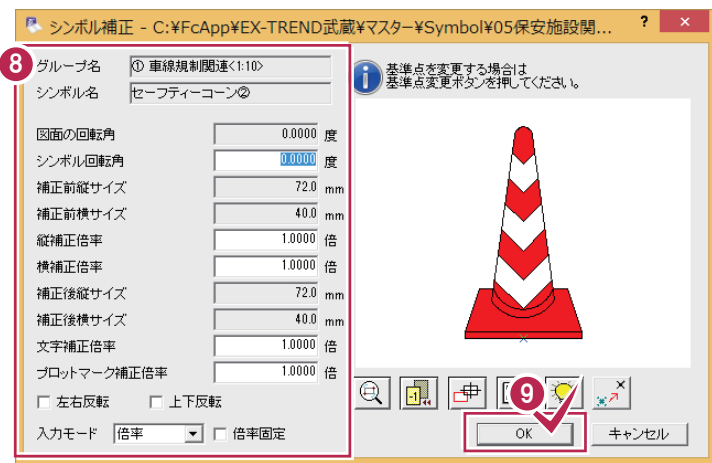 シンボル補正 - C:¥FcApp¥EX-TREND武蔵¥マスター¥Symbol¥05保安施設関... ? ×
8
グループ名 ① 車線規制関連<1:10>
シンボル名 セーフティーコーン②
図面の回転角 0.0000 度
シンボル回転角 0.0000 度
補正前縦サイズ 72.0 mm
補正前横サイズ 40.0 mm
縦補正倍率 1.0000 倍
横補正倍率 1.0000 倍
補正後縦サイズ 72.0 mm
補正後横サイズ 40.0 mm
文字補正倍率 1.0000 倍
プロットマーク補正倍率 1.0000 倍
左右反転 上下反転
入力モード 倍率 倍率固定
基準点を変更する場合は
基準点変更ボタンを押してください。
-1
9
OK キャンセル